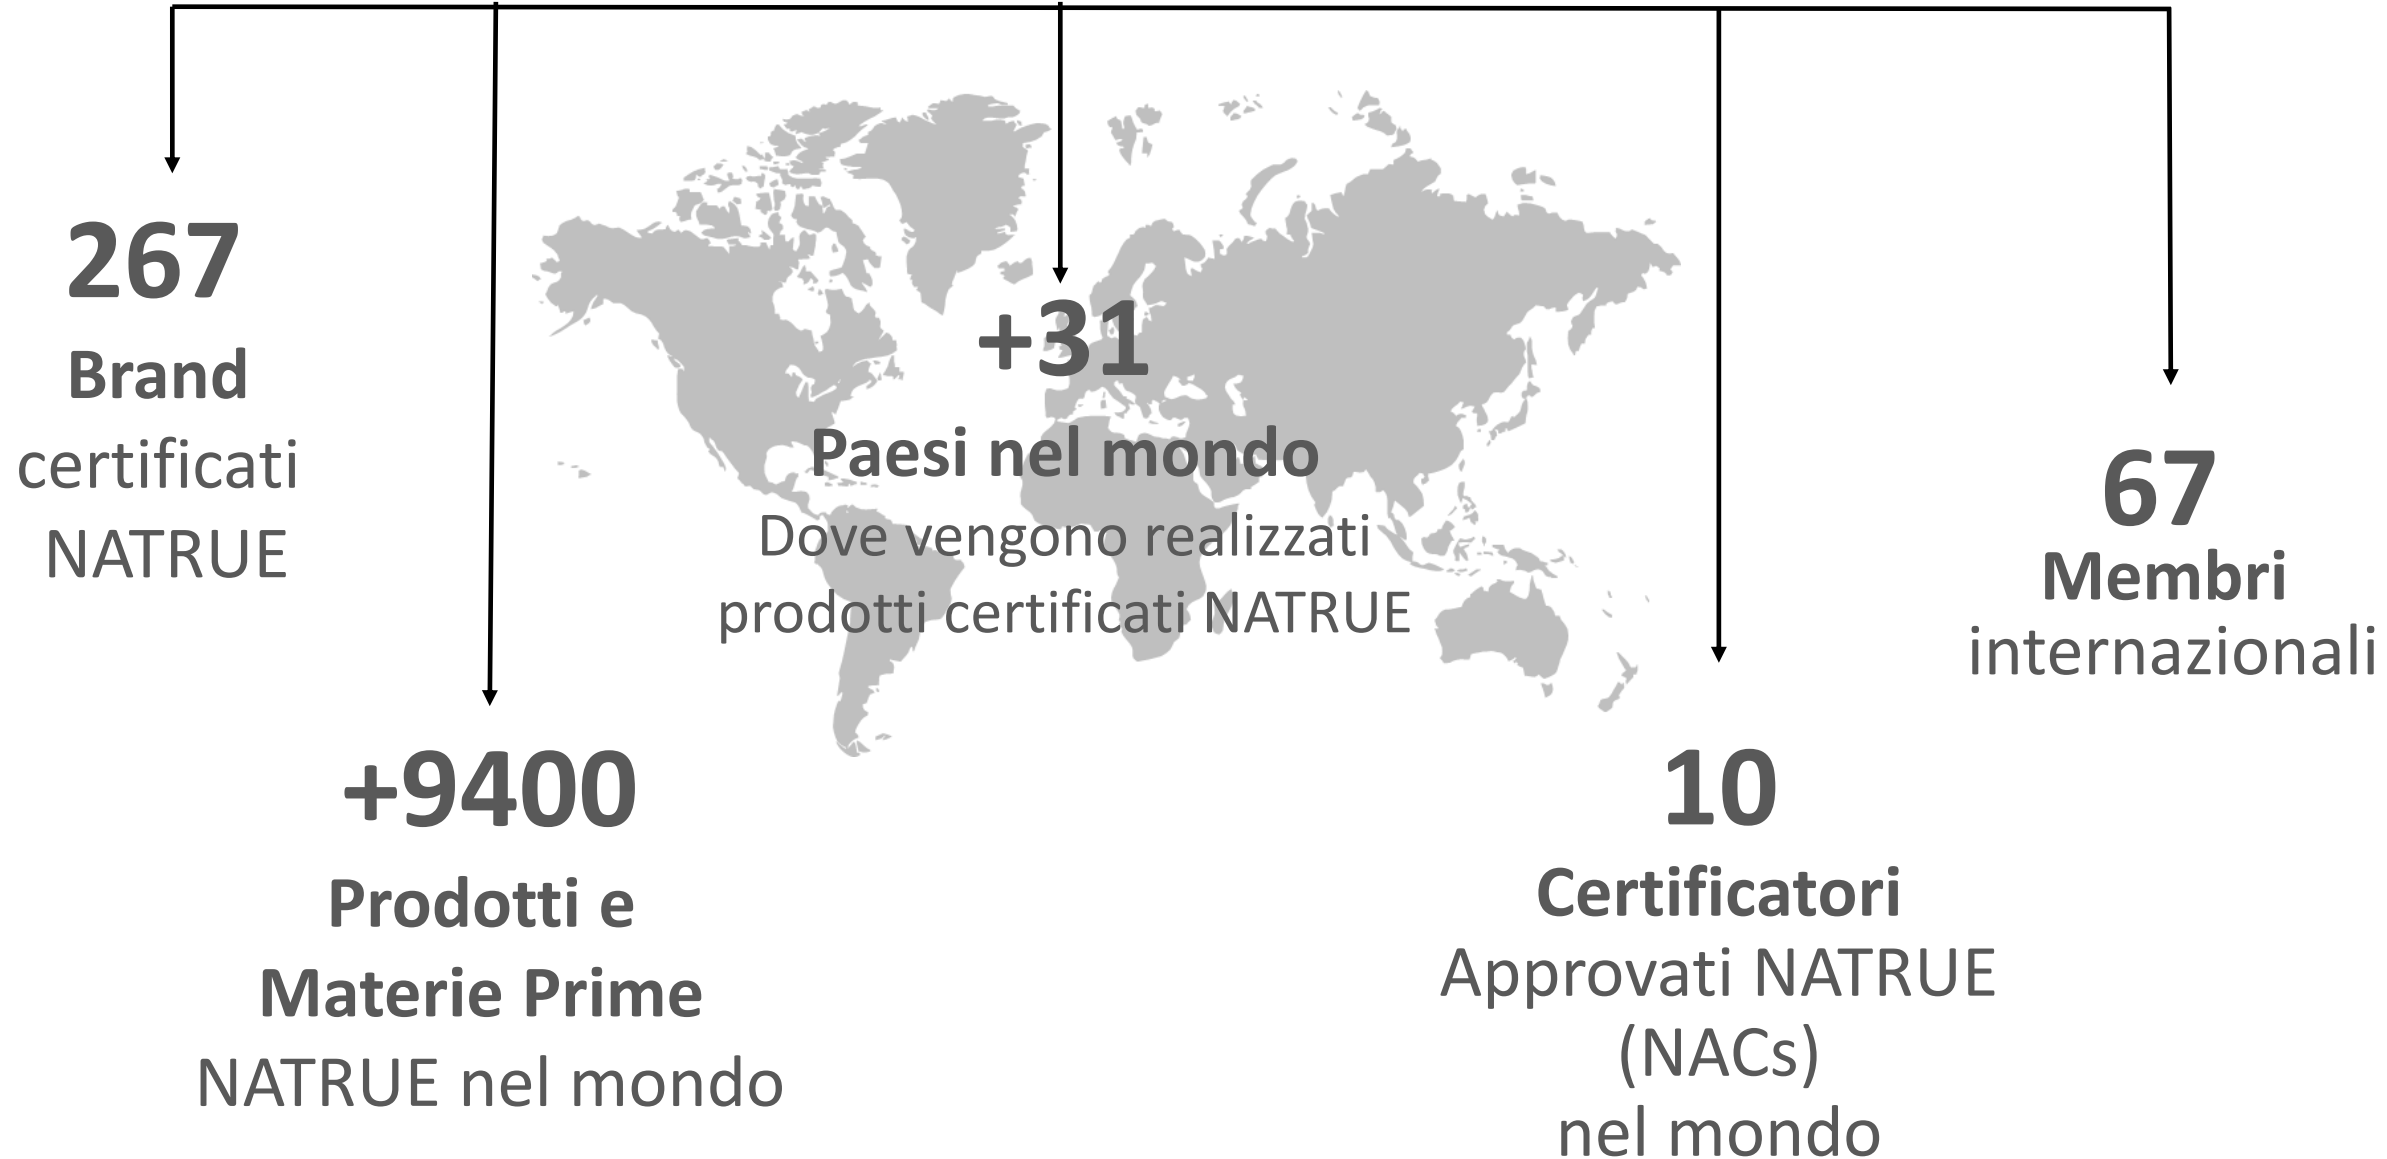 267
Brand
certificati
NATRUE
+9400
Prodotti e
Materie Prime
NATRUE nel mondo
+31
Paesi nel mondo
Dove vengono realizzati
prodotti certificati NATRUE
10
Certificatori
Approvati NATRUE
(NACs)
nel mondo
67
Membri
internazionali